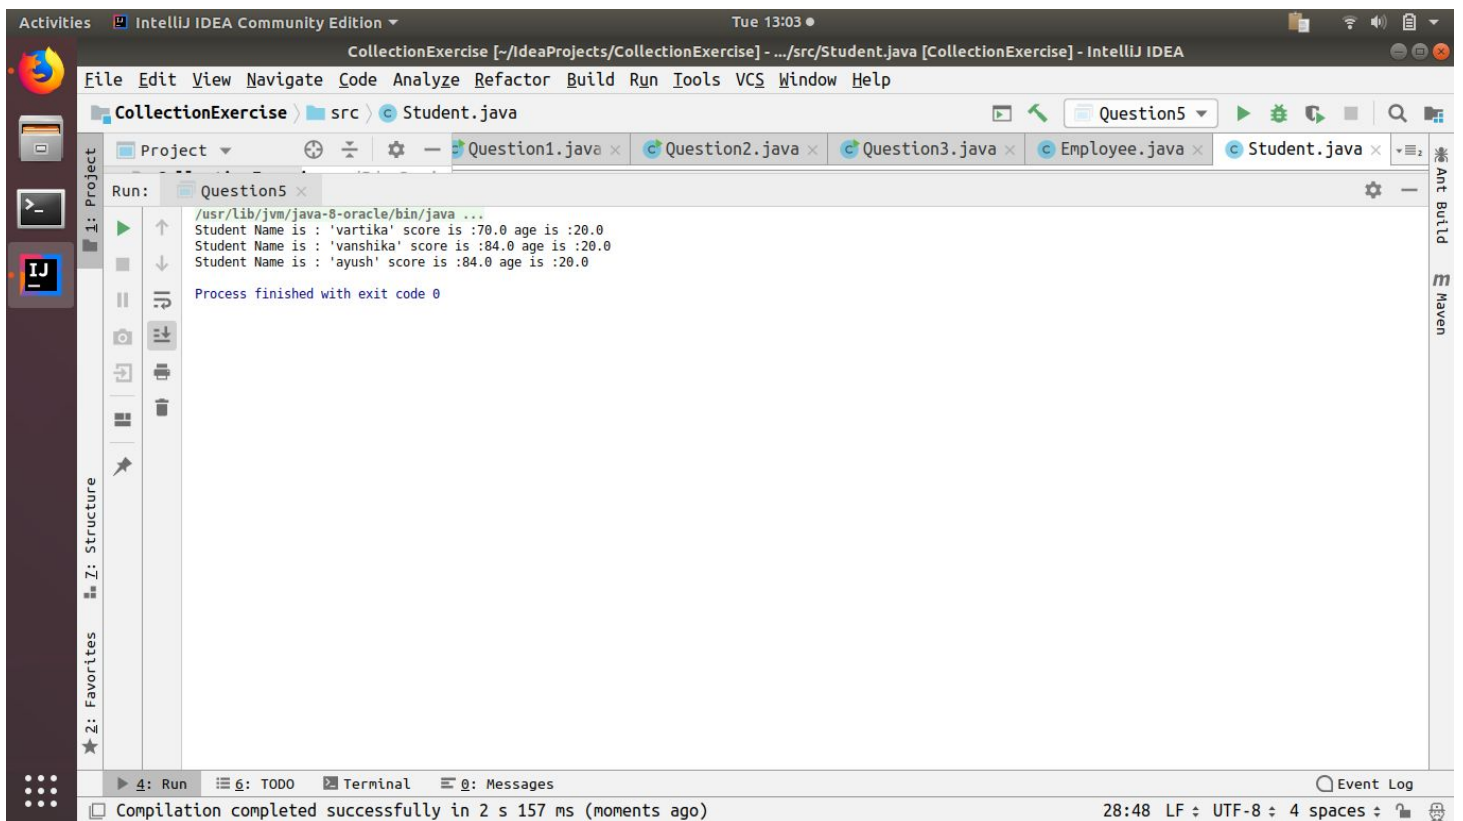 Activities IntelliJ IDEA Community Edition Tue 13:03
CollectionExercise [~/IdeaProjects/CollectionExercise] - .../src/Student.java [CollectionExercise] - IntelliJ IDEA
File Edit View Navigate Code Analyze Refactor Build Run Tools VCS Window Help
CollectionExercise src Student.java Question5
Project Question1.java Question2.java Question3.java Employee.java Student.java
Run: Question5
/usr/lib/jvm/java-8-oracle/bin/java ...
Student Name is : 'vartika' score is :70.0 age is :20.0
Student Name is : 'vanshika' score is :84.0 age is :20.0
Student Name is : 'ayush' score is :84.0 age is :20.0
Process finished with exit code 0
1: Project
7: Structure
2: Favorites
Ant Build
m Maven
4: Run 6: TODO Terminal 0: Messages Event Log
Compilation completed successfully in 2 s 157 ms (moments ago) 28:48 LF UTF-8 4 spaces